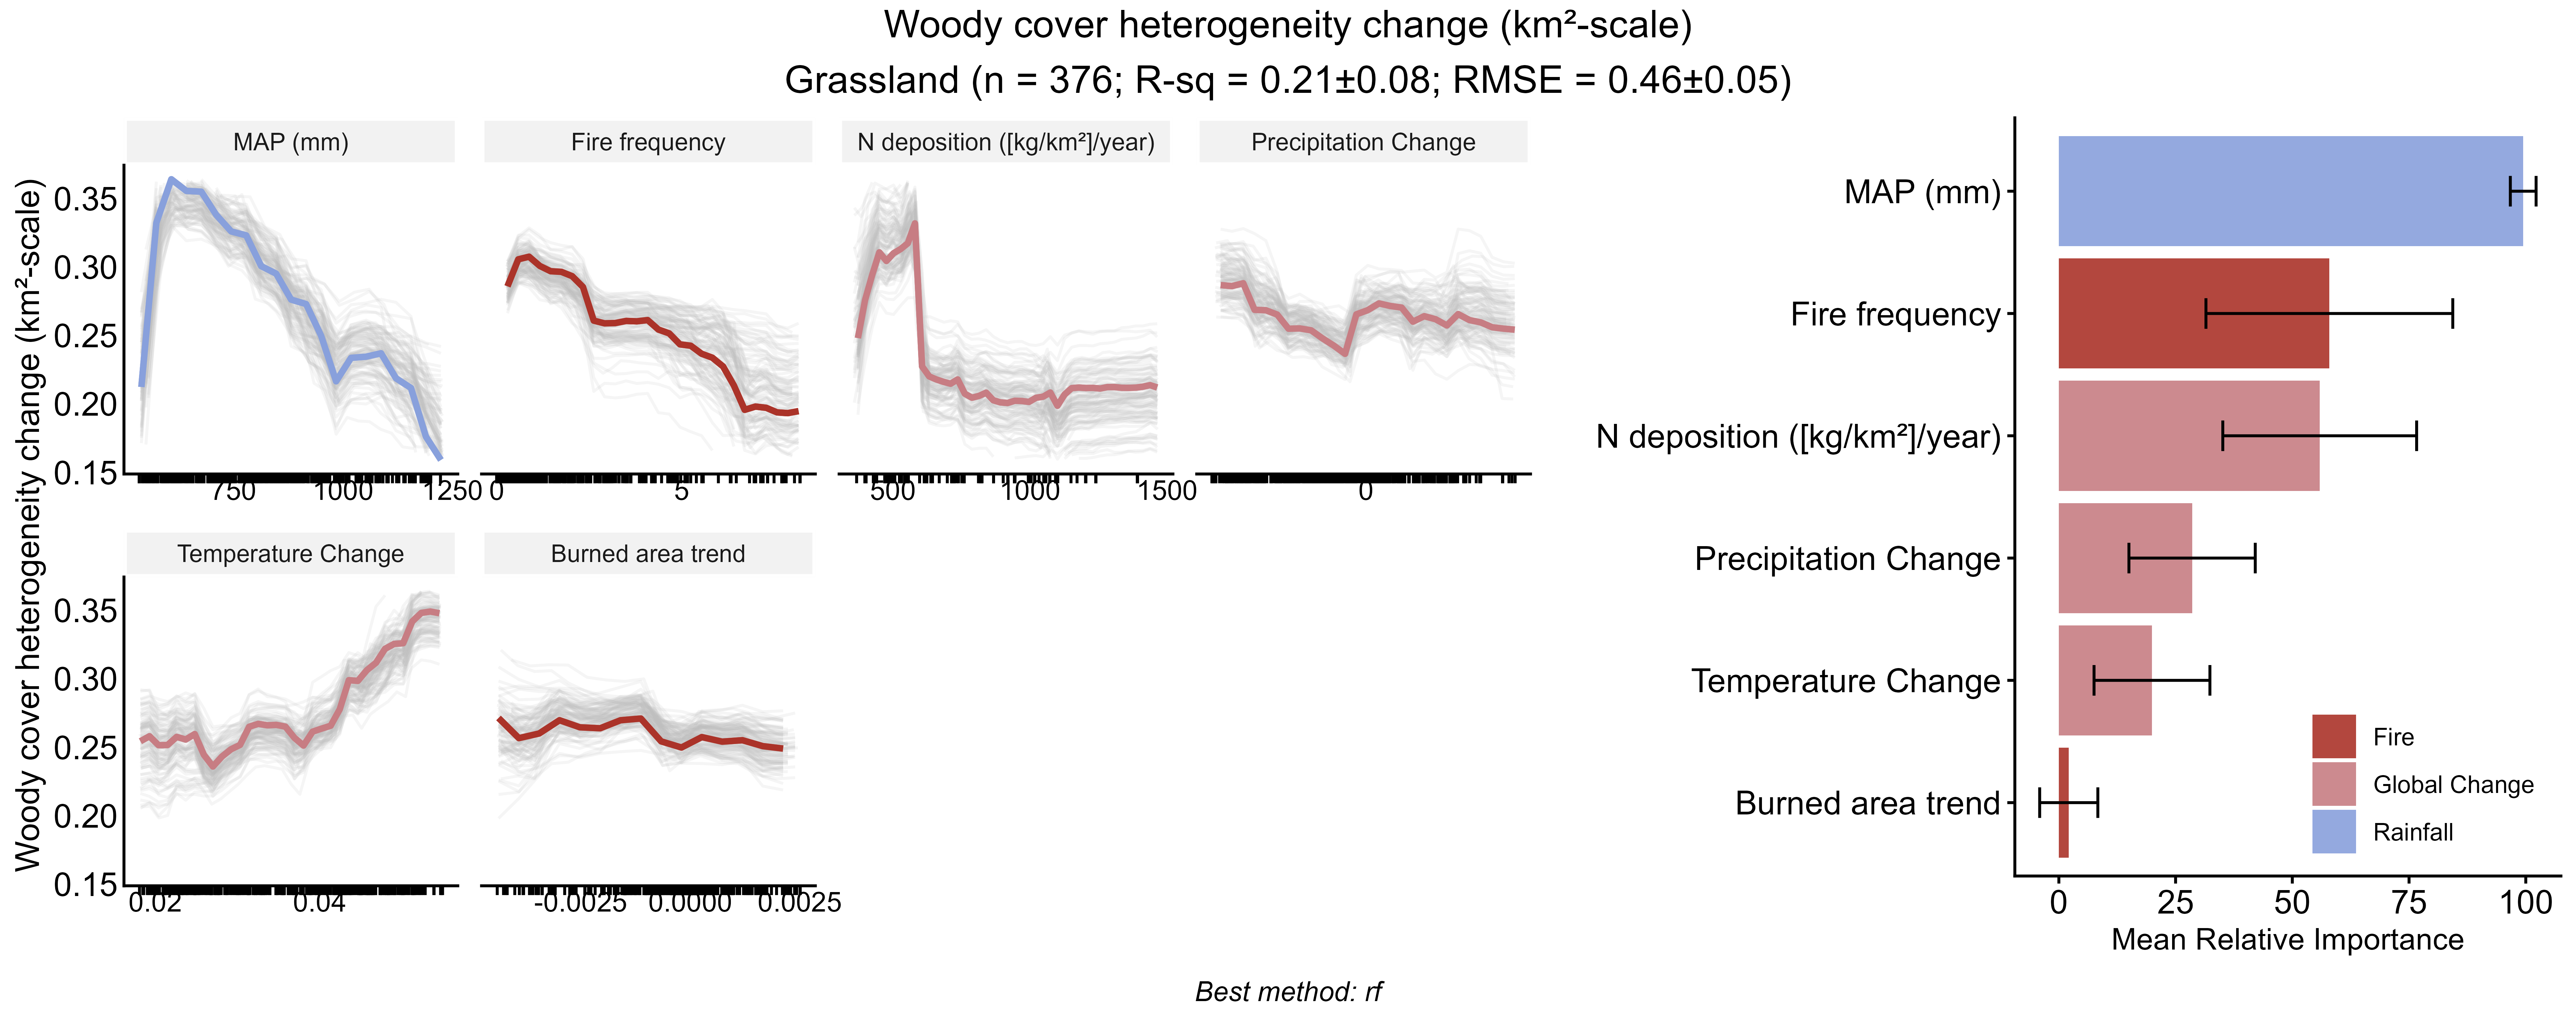 Woody cover heterogeneity change (km²-scale)
Grassland (n = 376; R-sq = 0.21±0.08; RMSE = 0.46±0.05)
Woody cover heterogeneity change (km²-scale)
MAP (mm)
Fire frequency
N deposition ([kg/km²]/year)
Precipitation Change
0.35
0.30
0.25
0.20
0.15
750 1000 1250
0 5
500 1000 1500
0
Temperature Change
Burned area trend
0.35
0.30
0.25
0.20
0.15
0.02 0.04
-0.0025 0.0000 0.0025
MAP (mm)
Fire frequency
N deposition ([kg/km²]/year)
Precipitation Change
Temperature Change
Burned area trend
Fire
Global Change
Rainfall
0 25 50 75 100
Mean Relative Importance
Best method: rf